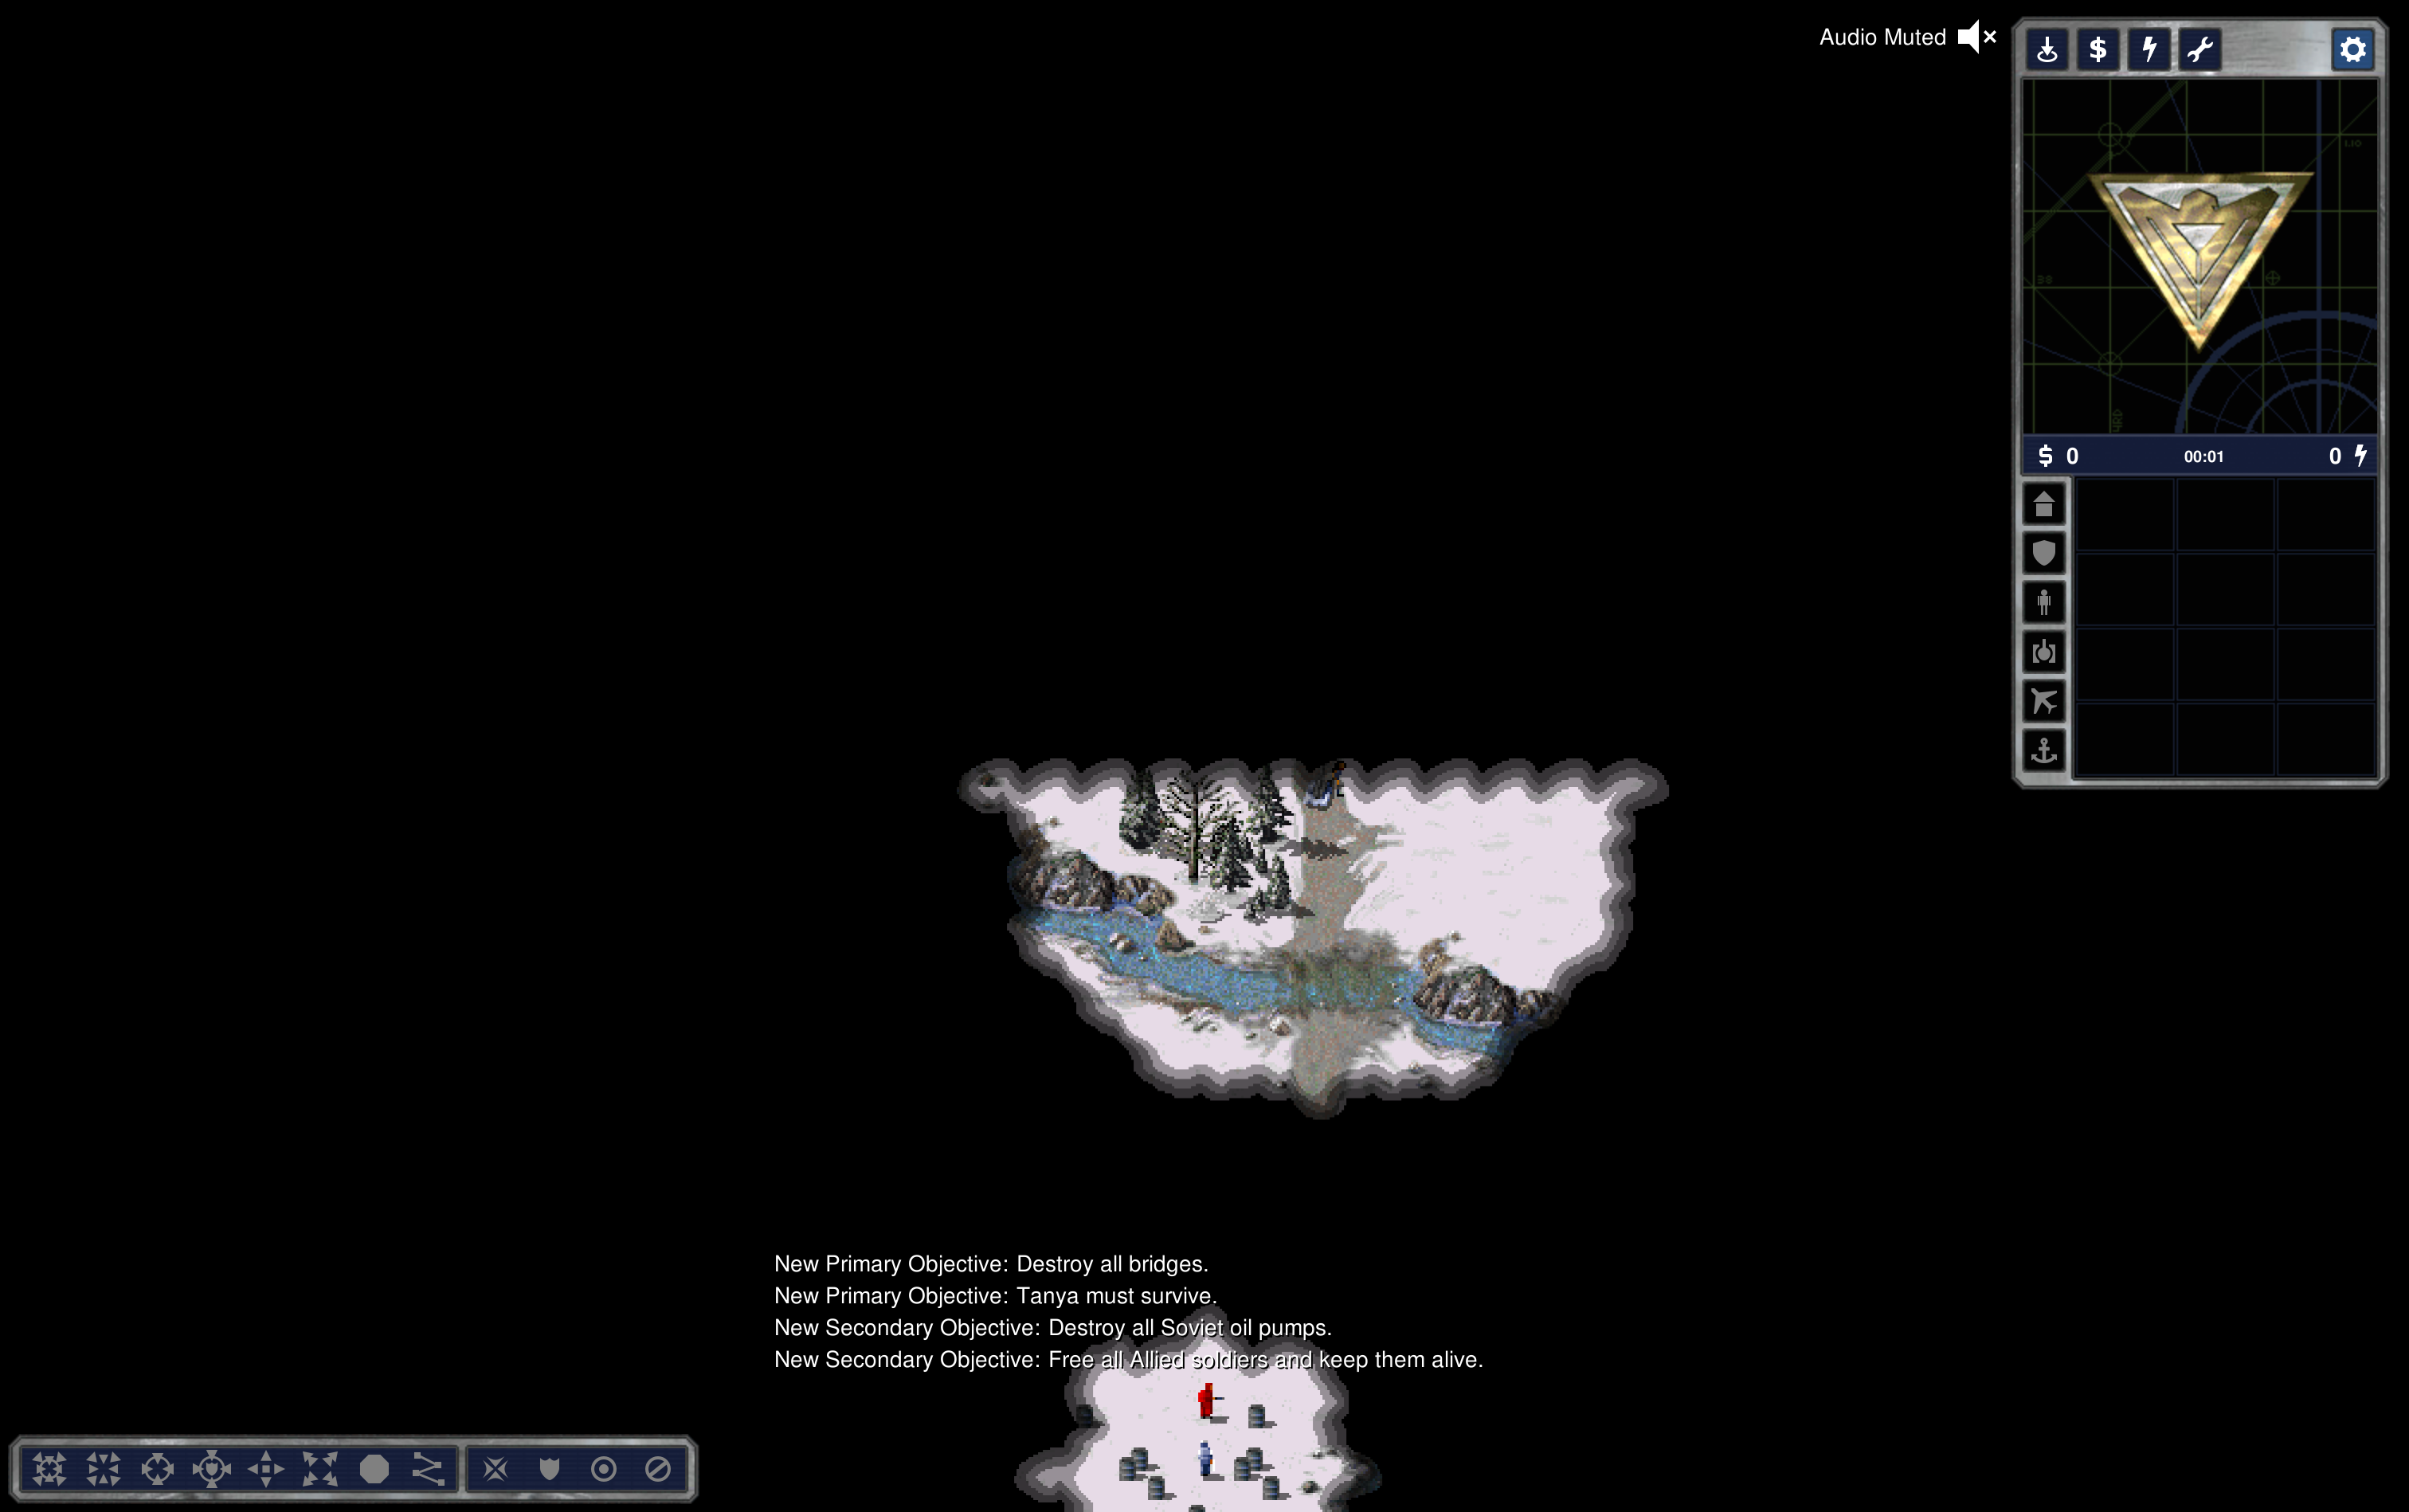 Audio Muted
$ 0 00:01 0
New Primary Objective: Destroy all bridges.
New Primary Objective: Tanya must survive.
New Secondary Objective: Destroy all Soviet oil pumps.
New Secondary Objective: Free all Allied soldiers and keep them alive.